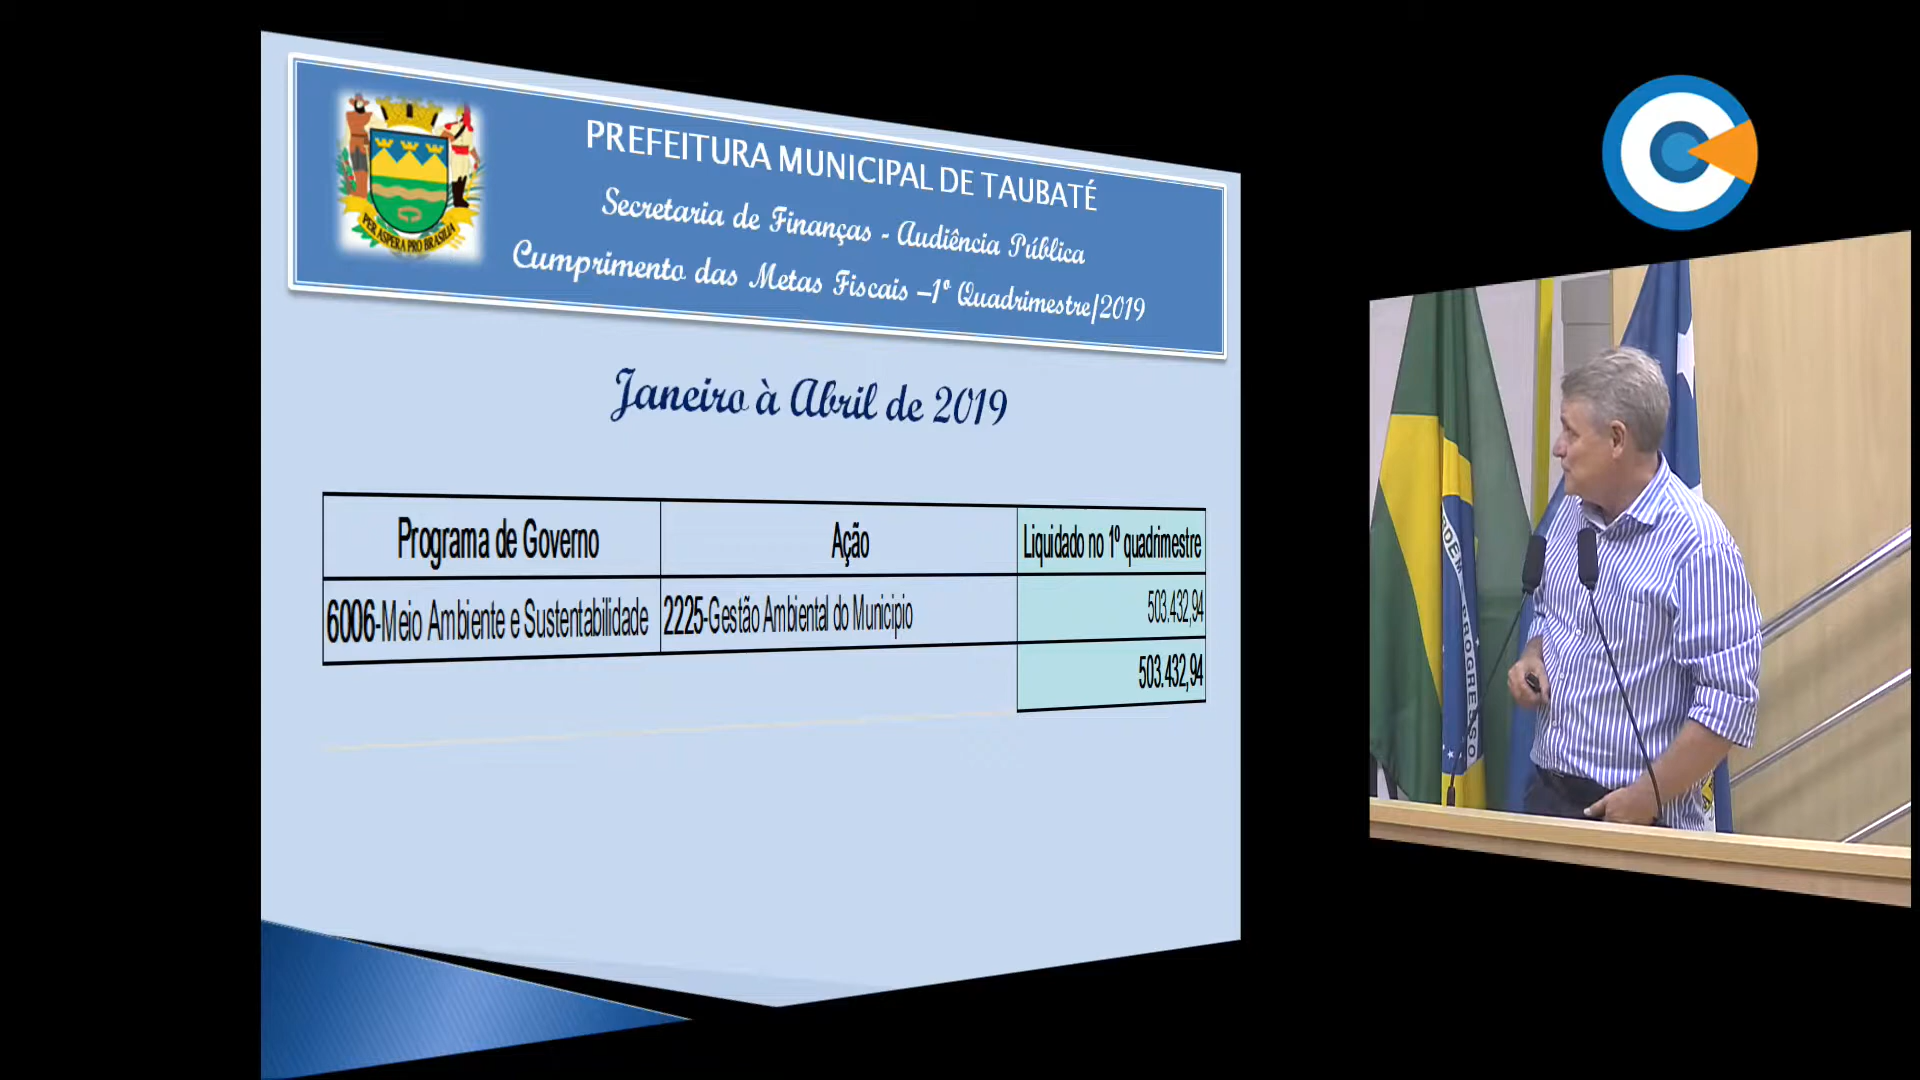 PREFEITURA MUNICIPAL DE TAUBATÉ
Secretaria de Finanças - Audiência Pública
Cumprimento das Metas Fiscais –1º Quadrimestre/2019
PER ASPERA PRO BRASILIA
Janeiro à Abril de 2019
Programa de Governo Ação Liquidado no 1º quadrimestre
6006-Meio Ambiente e Sustentabilidade 2225-Gestão Ambiental do Município 503.432,94
503.432,94
RDEM E PROGRESSO